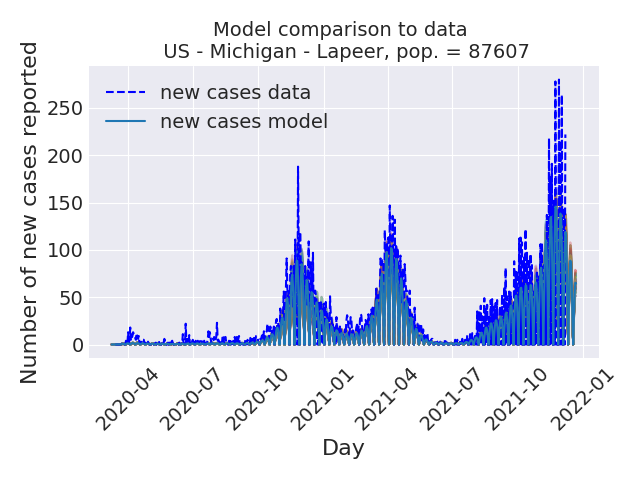 Model comparison to data
US - Michigan - Lapeer, pop. = 87607
Number of new cases reported
250
200
150
100
50
0
new cases data
new cases model
2020-04
2020-07
2020-10
2021-01
2021-04
2021-07
2021-10
2022-01
Day